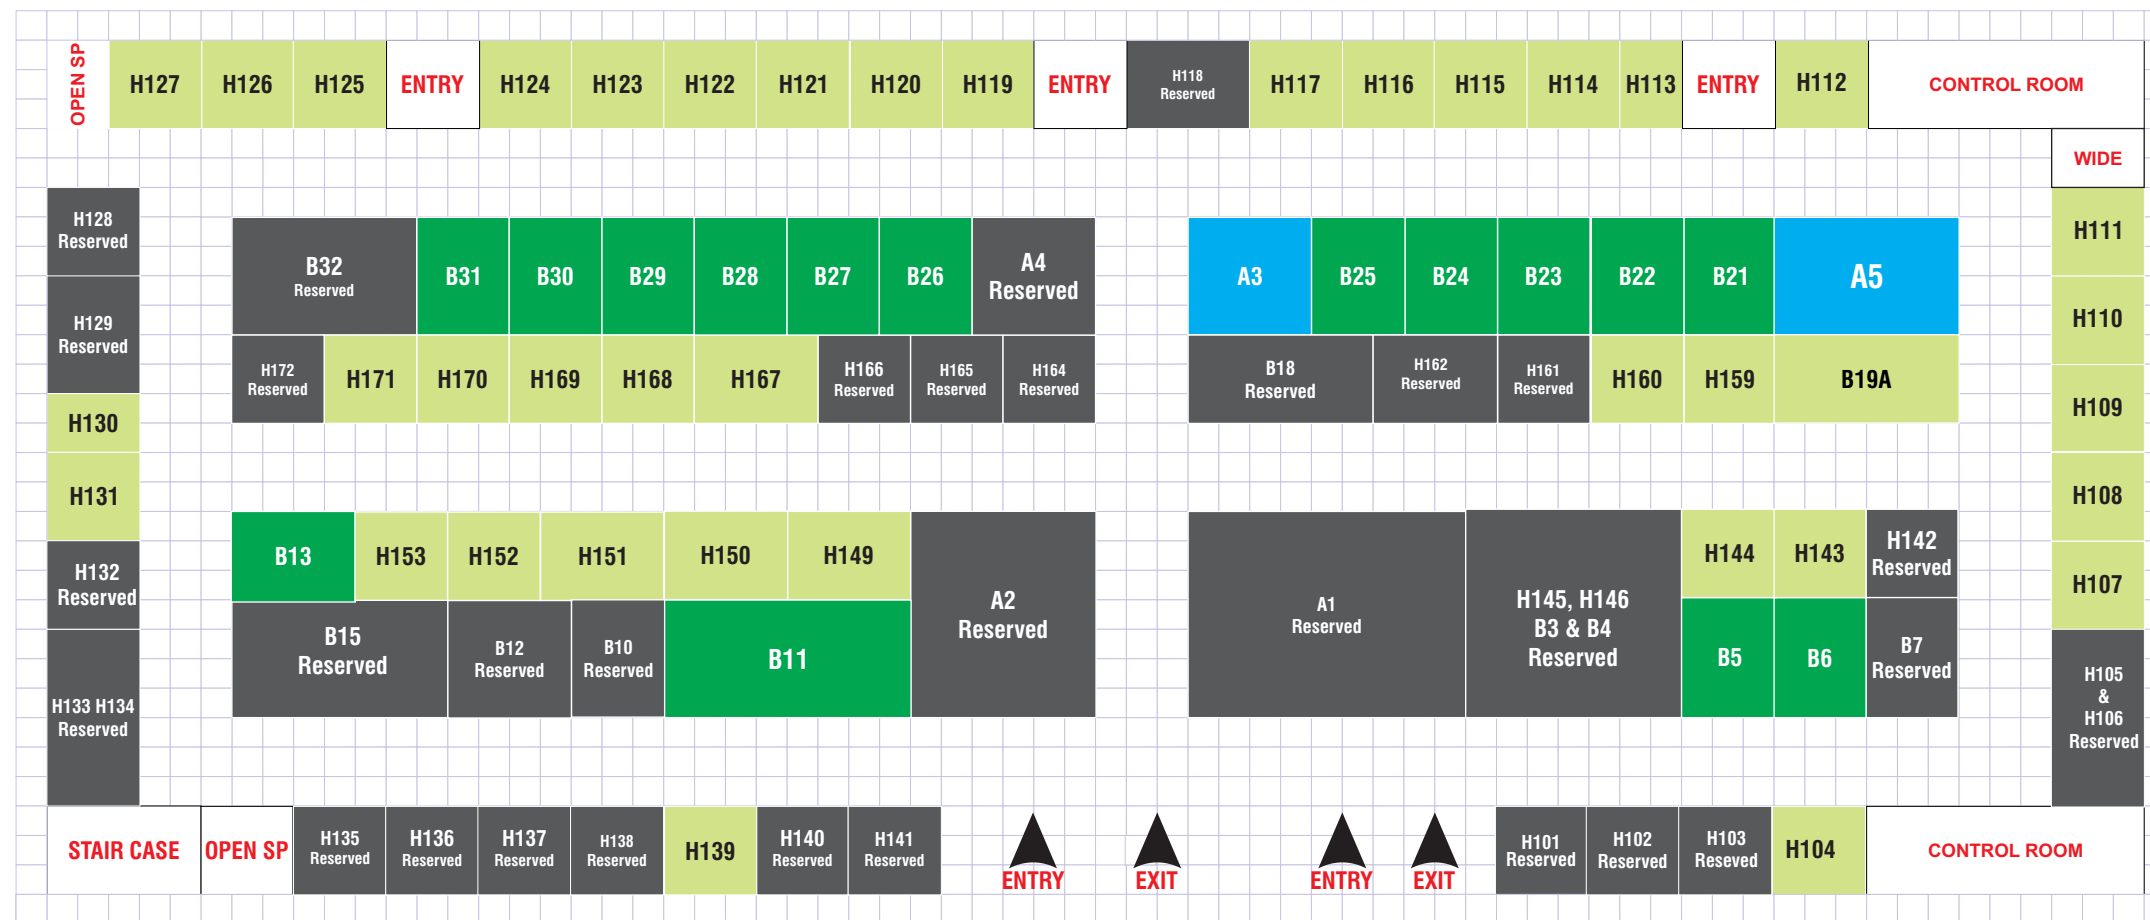 OPEN SP
H127
H126
H125
ENTRY
H124
H123
H122
H121
H120
H119
ENTRY
H118
Reserved
H117
H116
H115
H114
H113
ENTRY
H112
CONTROL ROOM
WIDE
H128
Reserved
H129
Reserved
H130
H131
H132
Reserved
H133 H134
Reserved
B32
Reserved
B31
B30
B29
B28
B27
B26
A4
Reserved
H172
Reserved
H171
H170
H169
H168
H167
H166
Reserved
H165
Reserved
H164
Reserved
A3
B25
B24
B23
B22
B21
A5
B18
Reserved
H162
Reserved
H161
Reserved
H160
H159
B19A
H111
H110
H109
H108
H107
H105
&
H106
Reserved
B13
H153
H152
H151
H150
H149
A2
Reserved
B15
Reserved
B12
Reserved
B10
Reserved
B11
A1
Reserved
H145, H146
B3 & B4
Reserved
H144
H143
H142
Reserved
B5
B6
B7
Reserved
STAIR CASE
OPEN SP
H135
Reserved
H136
Reserved
H137
Reserved
H138
Reserved
H139
H140
Reserved
H141
Reserved
ENTRY
EXIT
ENTRY
EXIT
H101
Reserved
H102
Reserved
H103
Reseved
H104
CONTROL ROOM